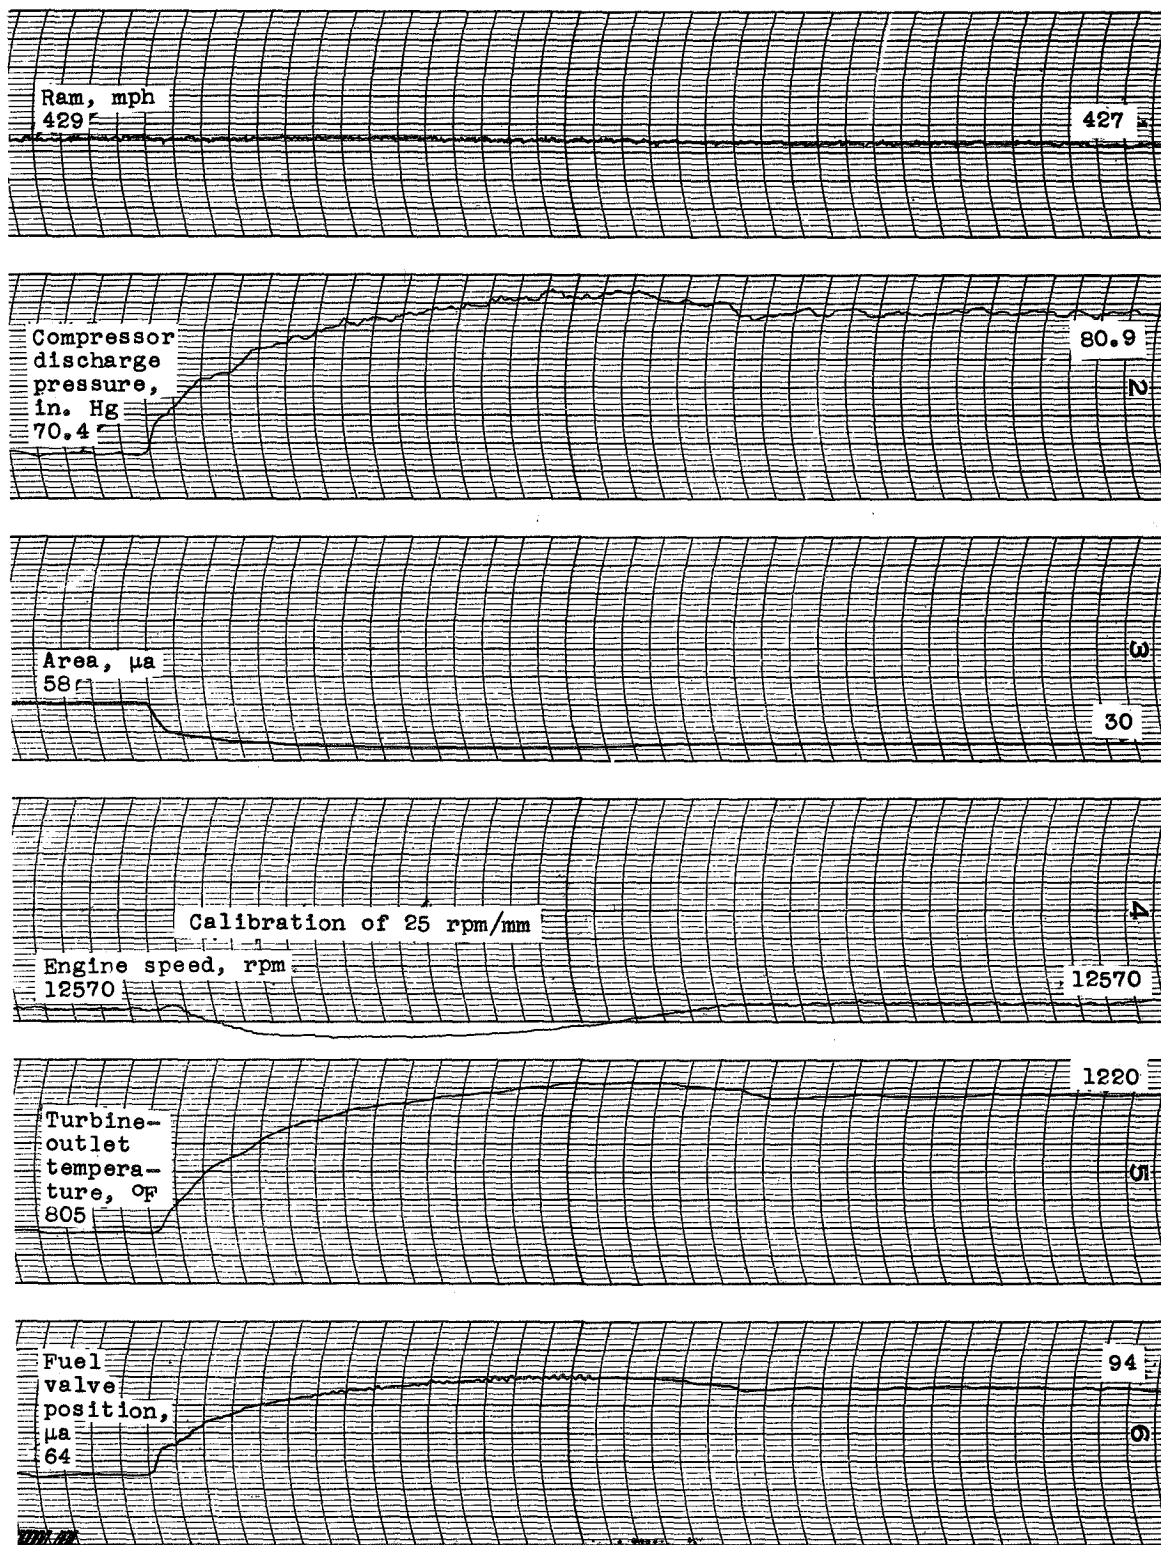 Ram, mph
429
427
Compressor
discharge
pressure,
in. Hg
70.4
80.9
2
Area, μa
58
30
3
Calibration of 25 rpm/mm
Engine speed, rpm
12570
12570
4
1220
Turbine-
outlet
tempera-
ture, °F
805
5
Fuel
valve
position,
μa
64
94
6